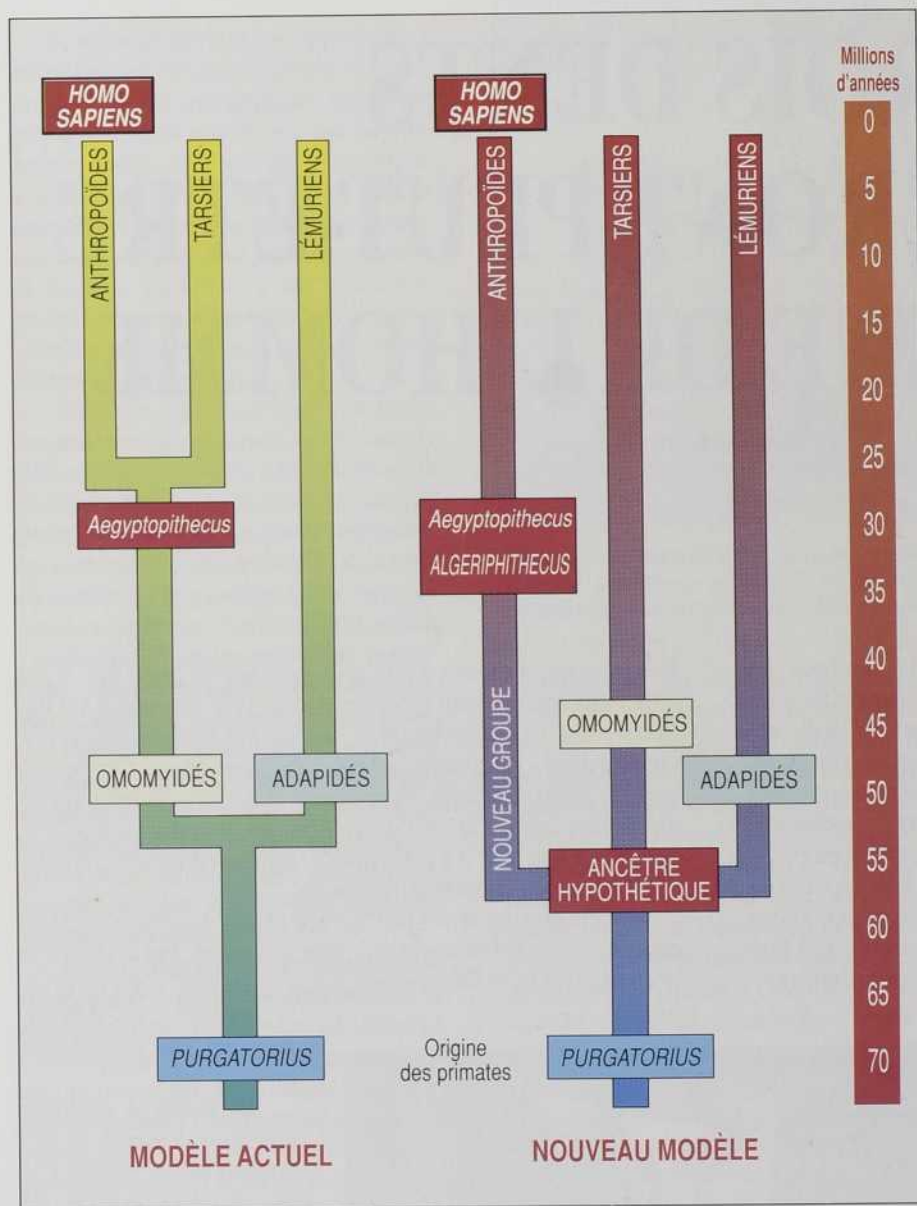 HOMO
SAPIENS
ANTHROPOÏDES
TARSIERS
LÉMURIENS
Aegyptopithecus
OMOMYIDÉS
ADAPIDÉS
PURGATORIUS
MODÈLE ACTUEL
Origine
des primates
HOMO
SAPIENS
ANTHROPOÏDES
TARSIERS
LÉMURIENS
Aegyptopithecus
ALGERIPHITHECUS
NOUVEAU GROUPE
OMOMYIDÉS
ADAPIDÉS
ANCÊTRE
HYPOTHÉTIQUE
PURGATORIUS
NOUVEAU MODÈLE
Millions
d'années
0
5
10
15
20
25
30
35
40
45
50
55
60
65
70